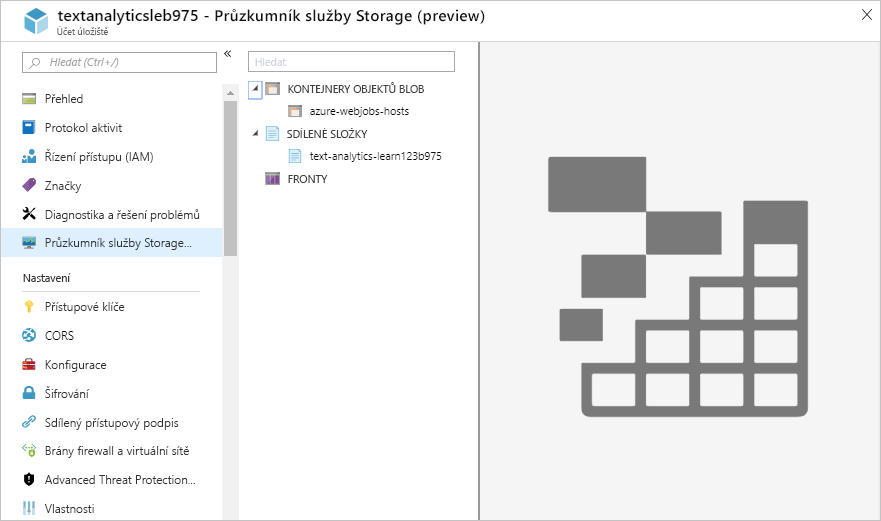 textanalyticsleb975 - Průzkumník služby Storage (preview)
Účet úložiště
Hledat (Ctrl+/)
«
Přehled
Protokol aktivit
Řízení přístupu (IAM)
Značky
Diagnostika a řešení problémů
Průzkumník služby Storage...
Nastavení
Přístupové klíče
CORS
Konfigurace
Šifrování
Sdílený přístupový podpis
Brány firewall a virtuální sítě
Advanced Threat Protection...
Vlastnosti
Hledat
KONTEJNERY OBJEKTŮ BLOB
azure-webjobs-hosts
SDÍLENÉ SLOŽKY
text-analytics-learn123b975
FRONTY